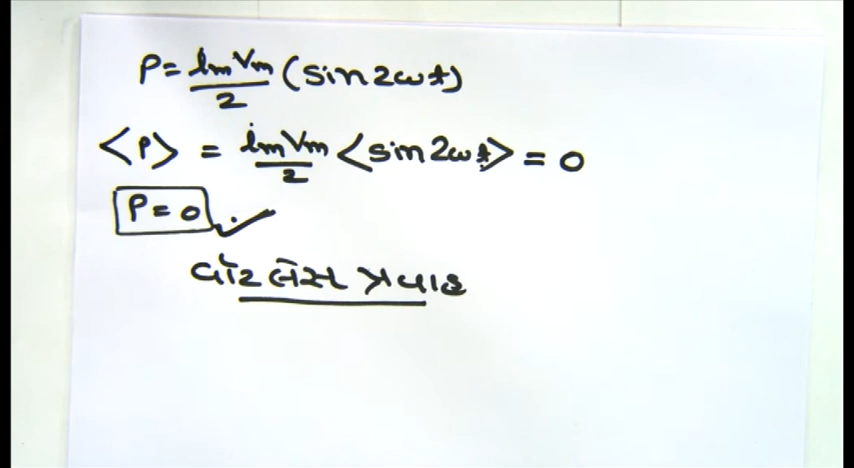 P = ImVm/2 (sin 2ωt)
<P> = imVm/2 <sin 2ωt> = 0
P = 0 ✓
વૉટલેસ પ્રવાહ